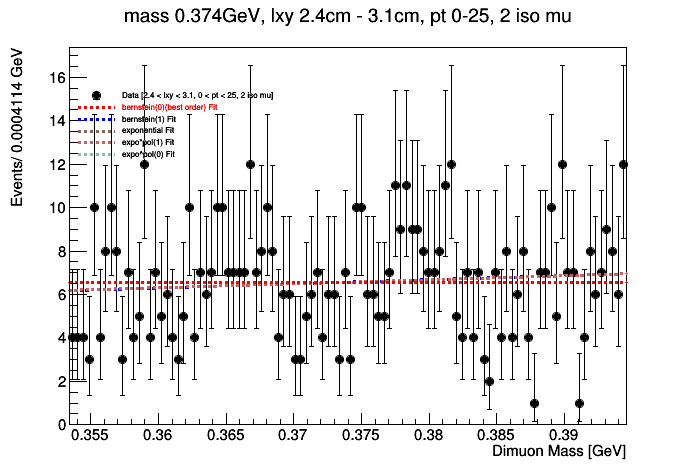 mass 0.374GeV, lxy 2.4cm - 3.1cm, pt 0-25, 2 iso mu
Events/ 0.0004114 GeV
16
14
12
10
8
6
4
2
0
Data [2.4 < lxy < 3.1, 0 < pt < 25, 2 iso mu]
bernstein(0)(best order) Fit
bernstein(1) Fit
exponential Fit
expo*pol(1) Fit
expo*pol(0) Fit
0.355 0.36 0.365 0.37 0.375 0.38 0.385 0.39
Dimuon Mass [GeV]